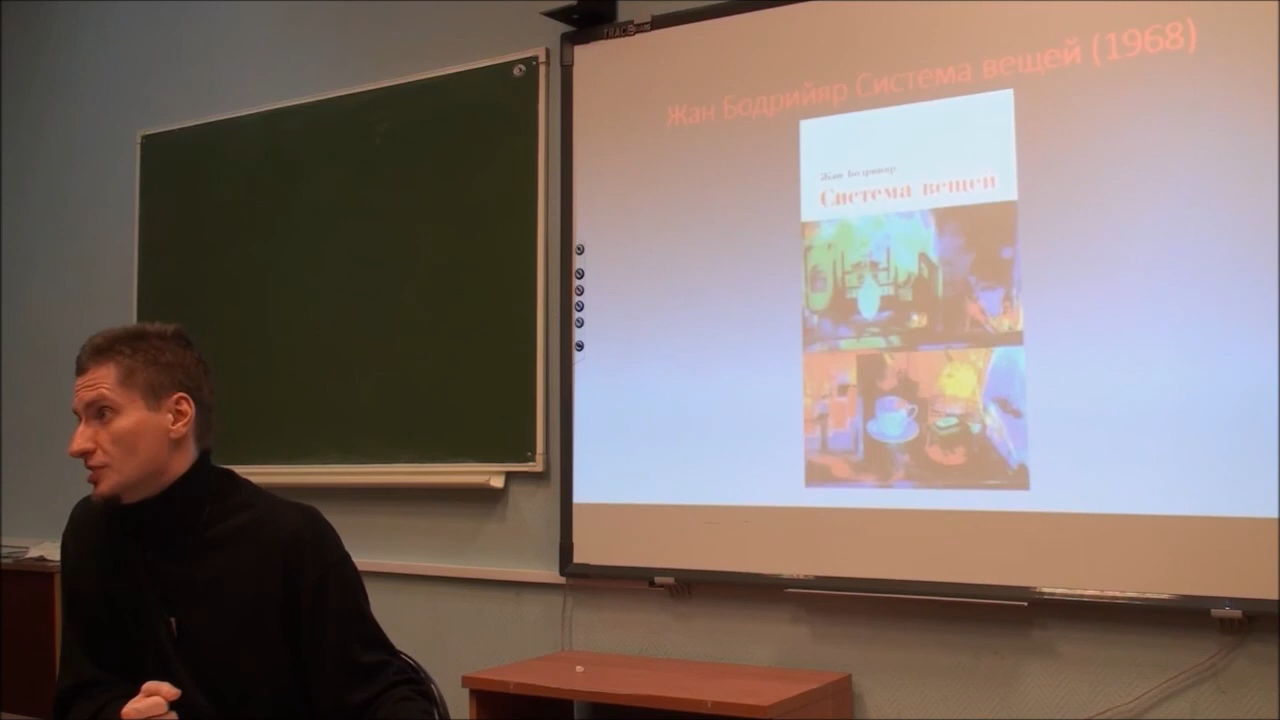 Жан Бодрийяр Система вещей (1968)
Жан Бодрийяр
Система вещей